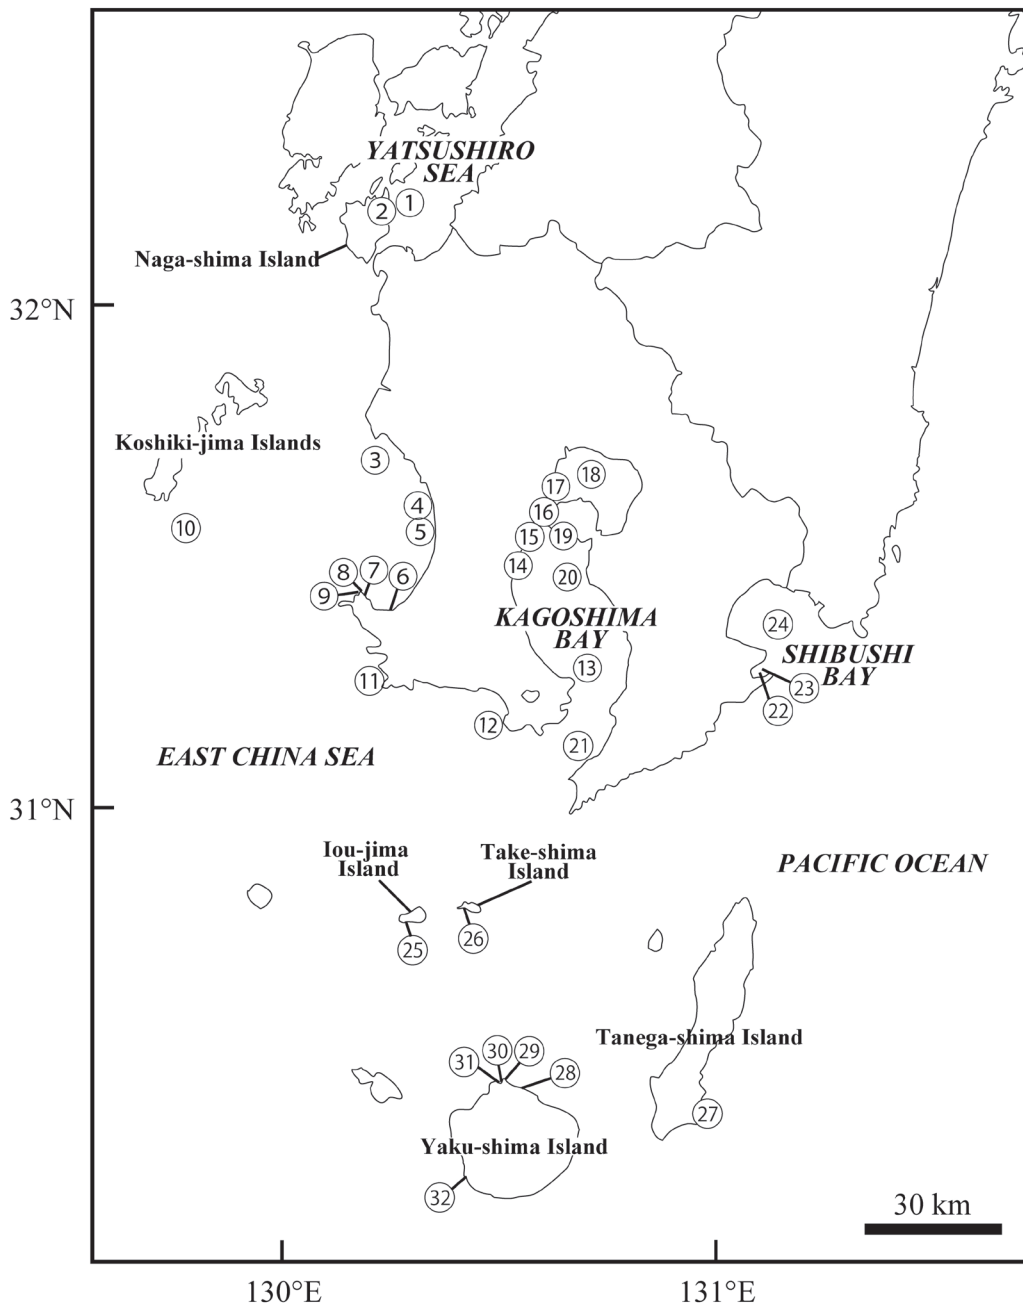 YATSUSHIRO
SEA
①
②
Naga-shima Island
32°N
Koshiki-jima Islands
③
⑱
⑰
④
⑯
⑩
⑤
⑮
⑲
⑭
⑧
⑦
⑥
⑳
⑨
KAGOSHIMA
BAY
㉔
SHIBUSHI
BAY
⑬
⑪
㉓
㉒
⑫
㉑
EAST CHINA SEA
31°N
Iou-jima
Island
Take-shima
Island
PACIFIC OCEAN
㉖
㉕
Tanega-shima Island
㉛
㉚
㉙
㉘
㉗
Yaku-shima Island
㉜
30 km
130°E
131°E